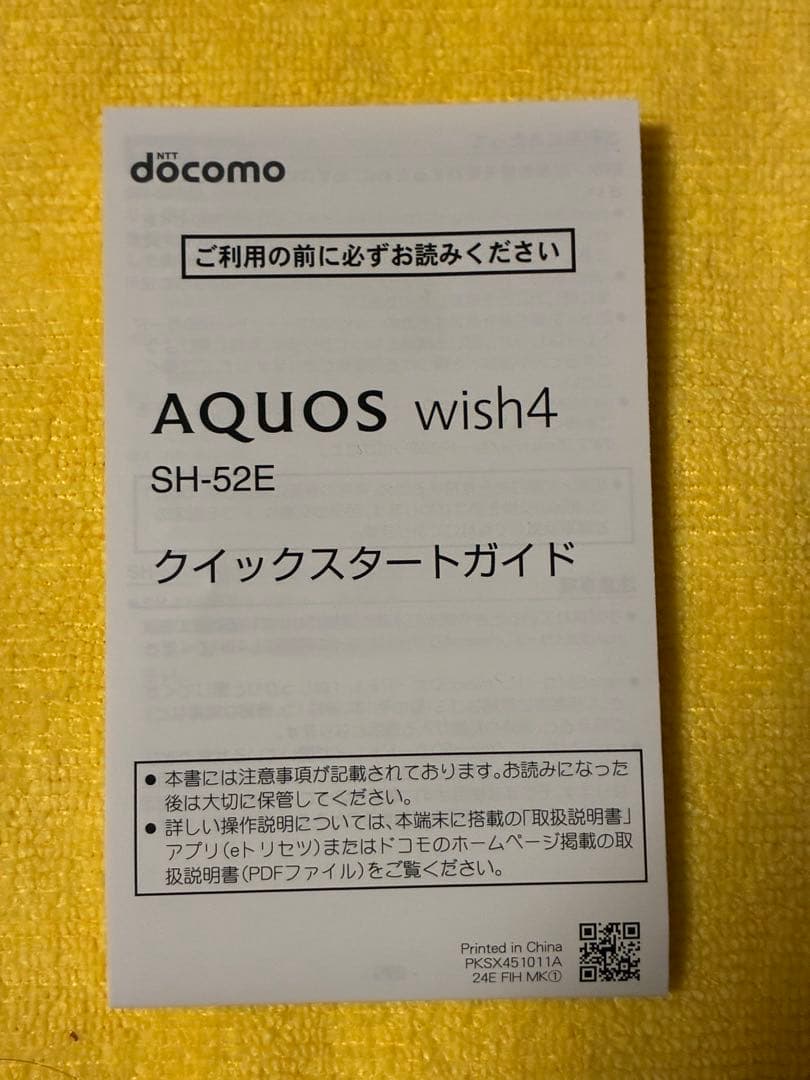 NTT
docomo
ご利用の前に必ずお読みください
AQUOS wish4
SH-52E
クイックスタートガイド
● 本書には注意事項が記載されております。お読みになった
後は大切に保管してください。
● 詳しい操作説明については、本端末に搭載の「取扱説明書」
アプリ(eトリセツ)またはドコモのホームページ掲載の取
扱説明書(PDFファイル)をご覧ください。
Printed in China
PKSX451011A
24E FIH MK①